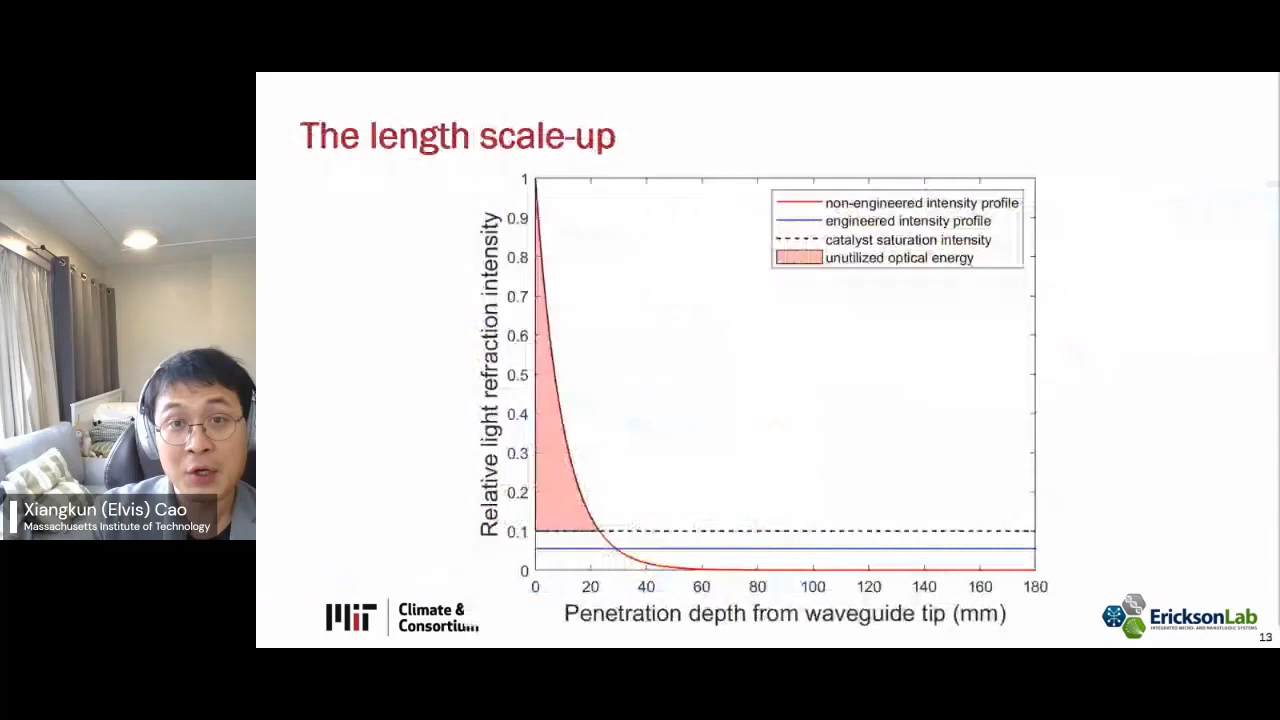 The length scale-up
1
0.9
0.8
0.7
0.6
0.5
0.4
0.3
0.2
0.1
0
Relative light refraction intensity
non-engineered intensity profile
engineered intensity profile
catalyst saturation intensity
unutilized optical energy
0 20 40 60 80 100 120 140 160 180
Penetration depth from waveguide tip (mm)
Xiangkun (Elvis) Cao
Massachusetts Institute of Technology
MIT
Climate &
Consortium
EricksonLab
INTEGRATED MICRO- AND NANOFLUIDIC SYSTEMS
13